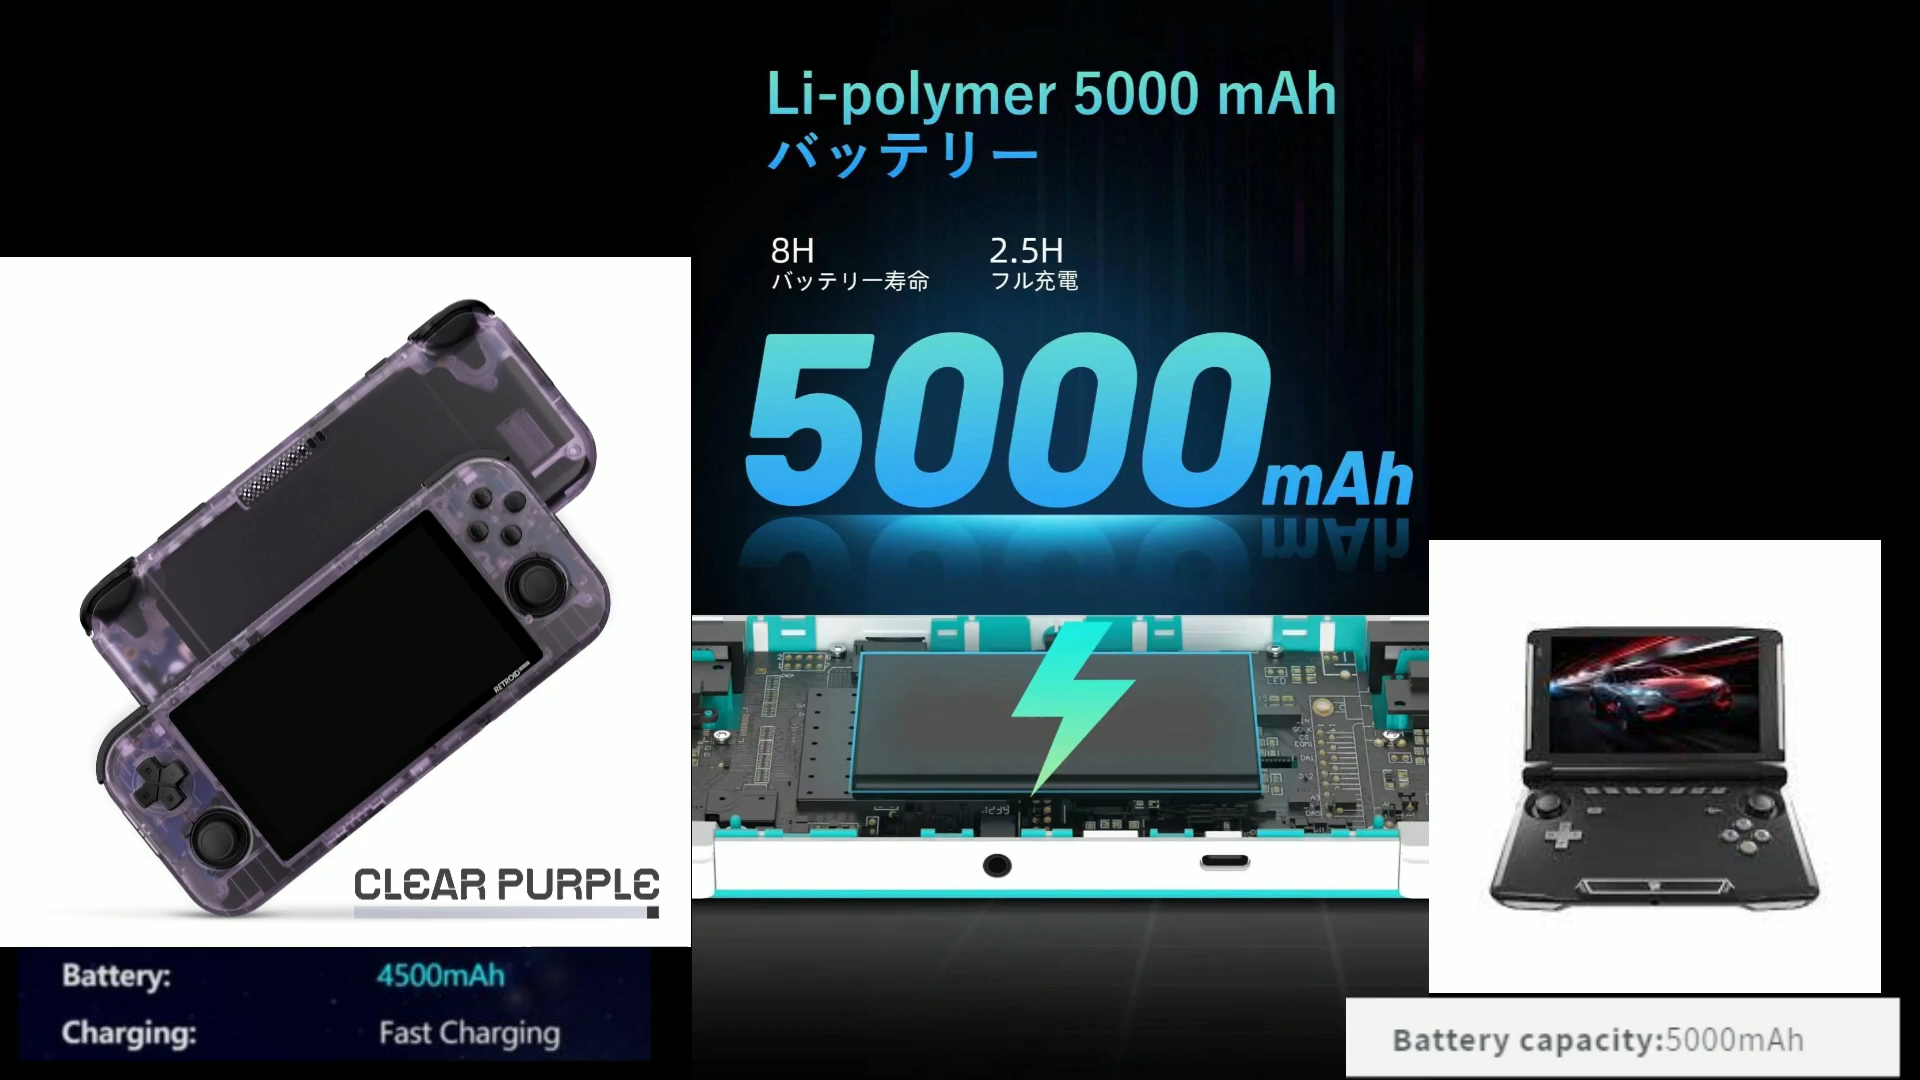 Li-polymer 5000 mAh
バッテリー
8H
バッテリー寿命
2.5H
フル充電
5000mAh
RETROID
CLEAR PURPLE
Battery: 4500mAh
Charging: Fast Charging
Battery capacity:5000mAh